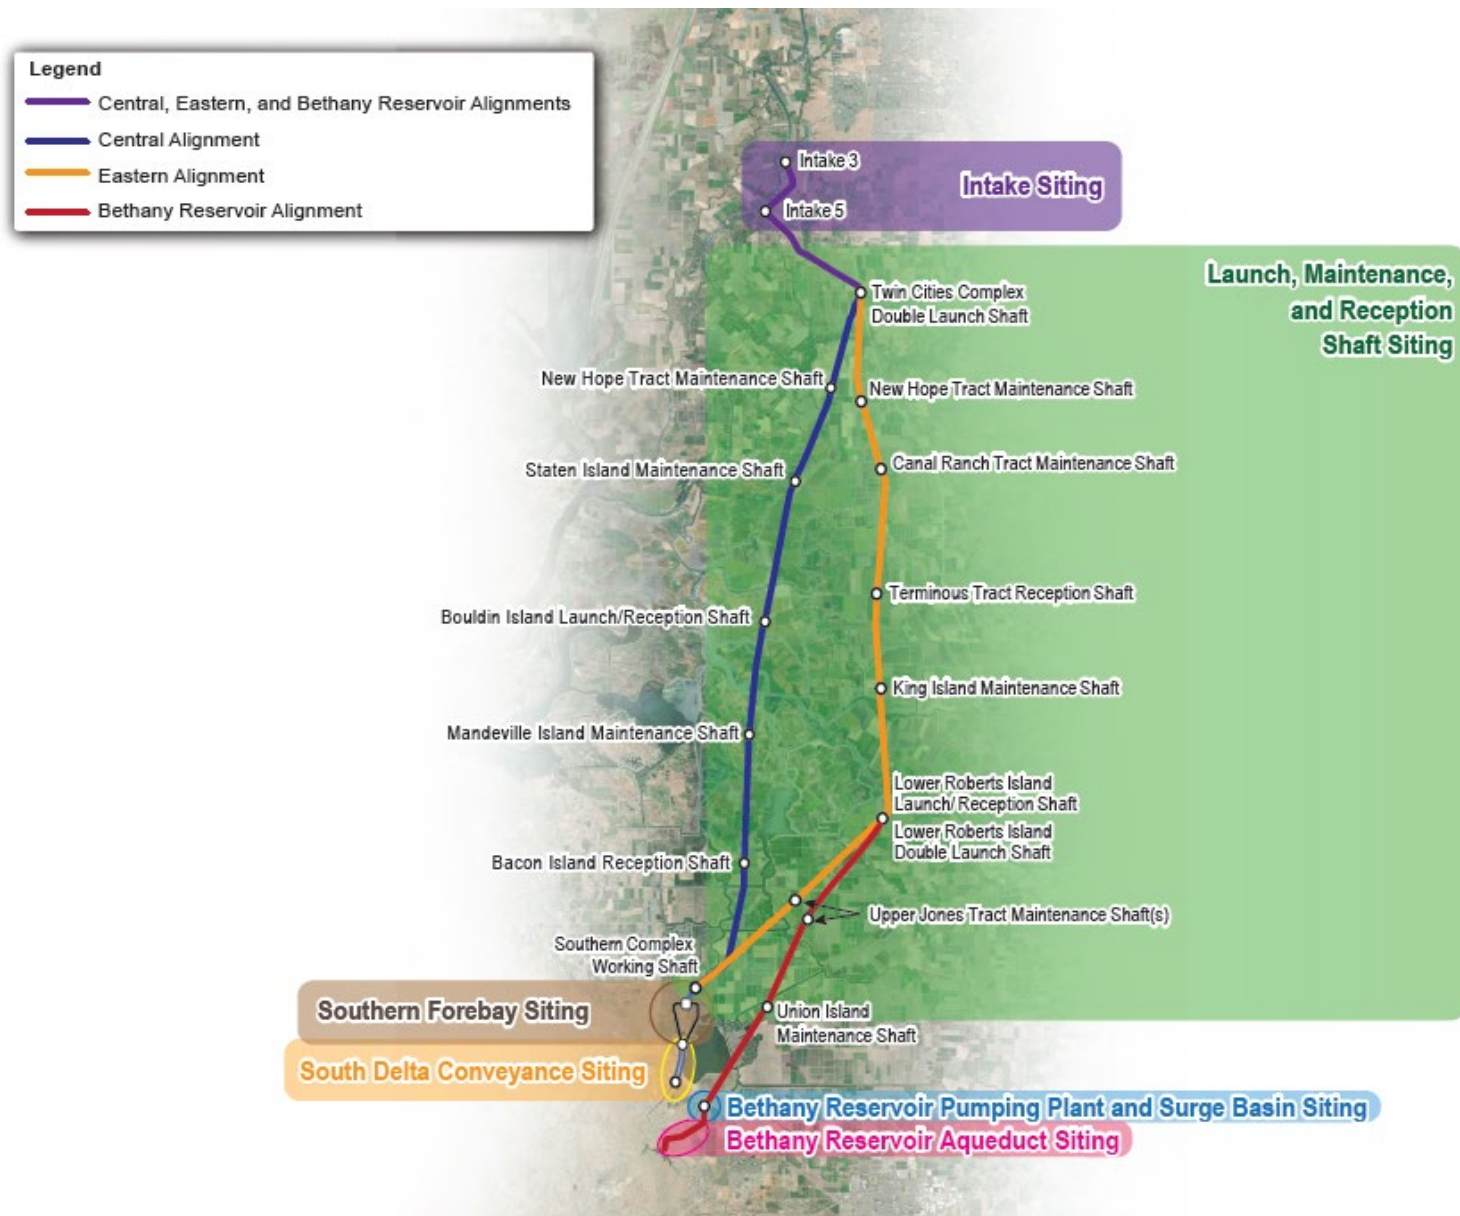 Legend
Central, Eastern, and Bethany Reservoir Alignments
Central Alignment
Eastern Alignment
Bethany Reservoir Alignment
Intake 3
Intake Siting
Intake 5
Launch, Maintenance,
and Reception
Shaft Siting
Twin Cities Complex
Double Launch Shaft
New Hope Tract Maintenance Shaft
New Hope Tract Maintenance Shaft
Canal Ranch Tract Maintenance Shaft
Staten Island Maintenance Shaft
Terminous Tract Reception Shaft
Bouldin Island Launch/Reception Shaft
King Island Maintenance Shaft
Mandeville Island Maintenance Shaft
Lower Roberts Island
Launch/ Reception Shaft
Lower Roberts Island
Double Launch Shaft
Bacon Island Reception Shaft
Upper Jones Tract Maintenance Shaft(s)
Southern Complex
Working Shaft
Southern Forebay Siting
Union Island
Maintenance Shaft
South Delta Conveyance Siting
Bethany Reservoir Pumping Plant and Surge Basin Siting
Bethany Reservoir Aqueduct Siting